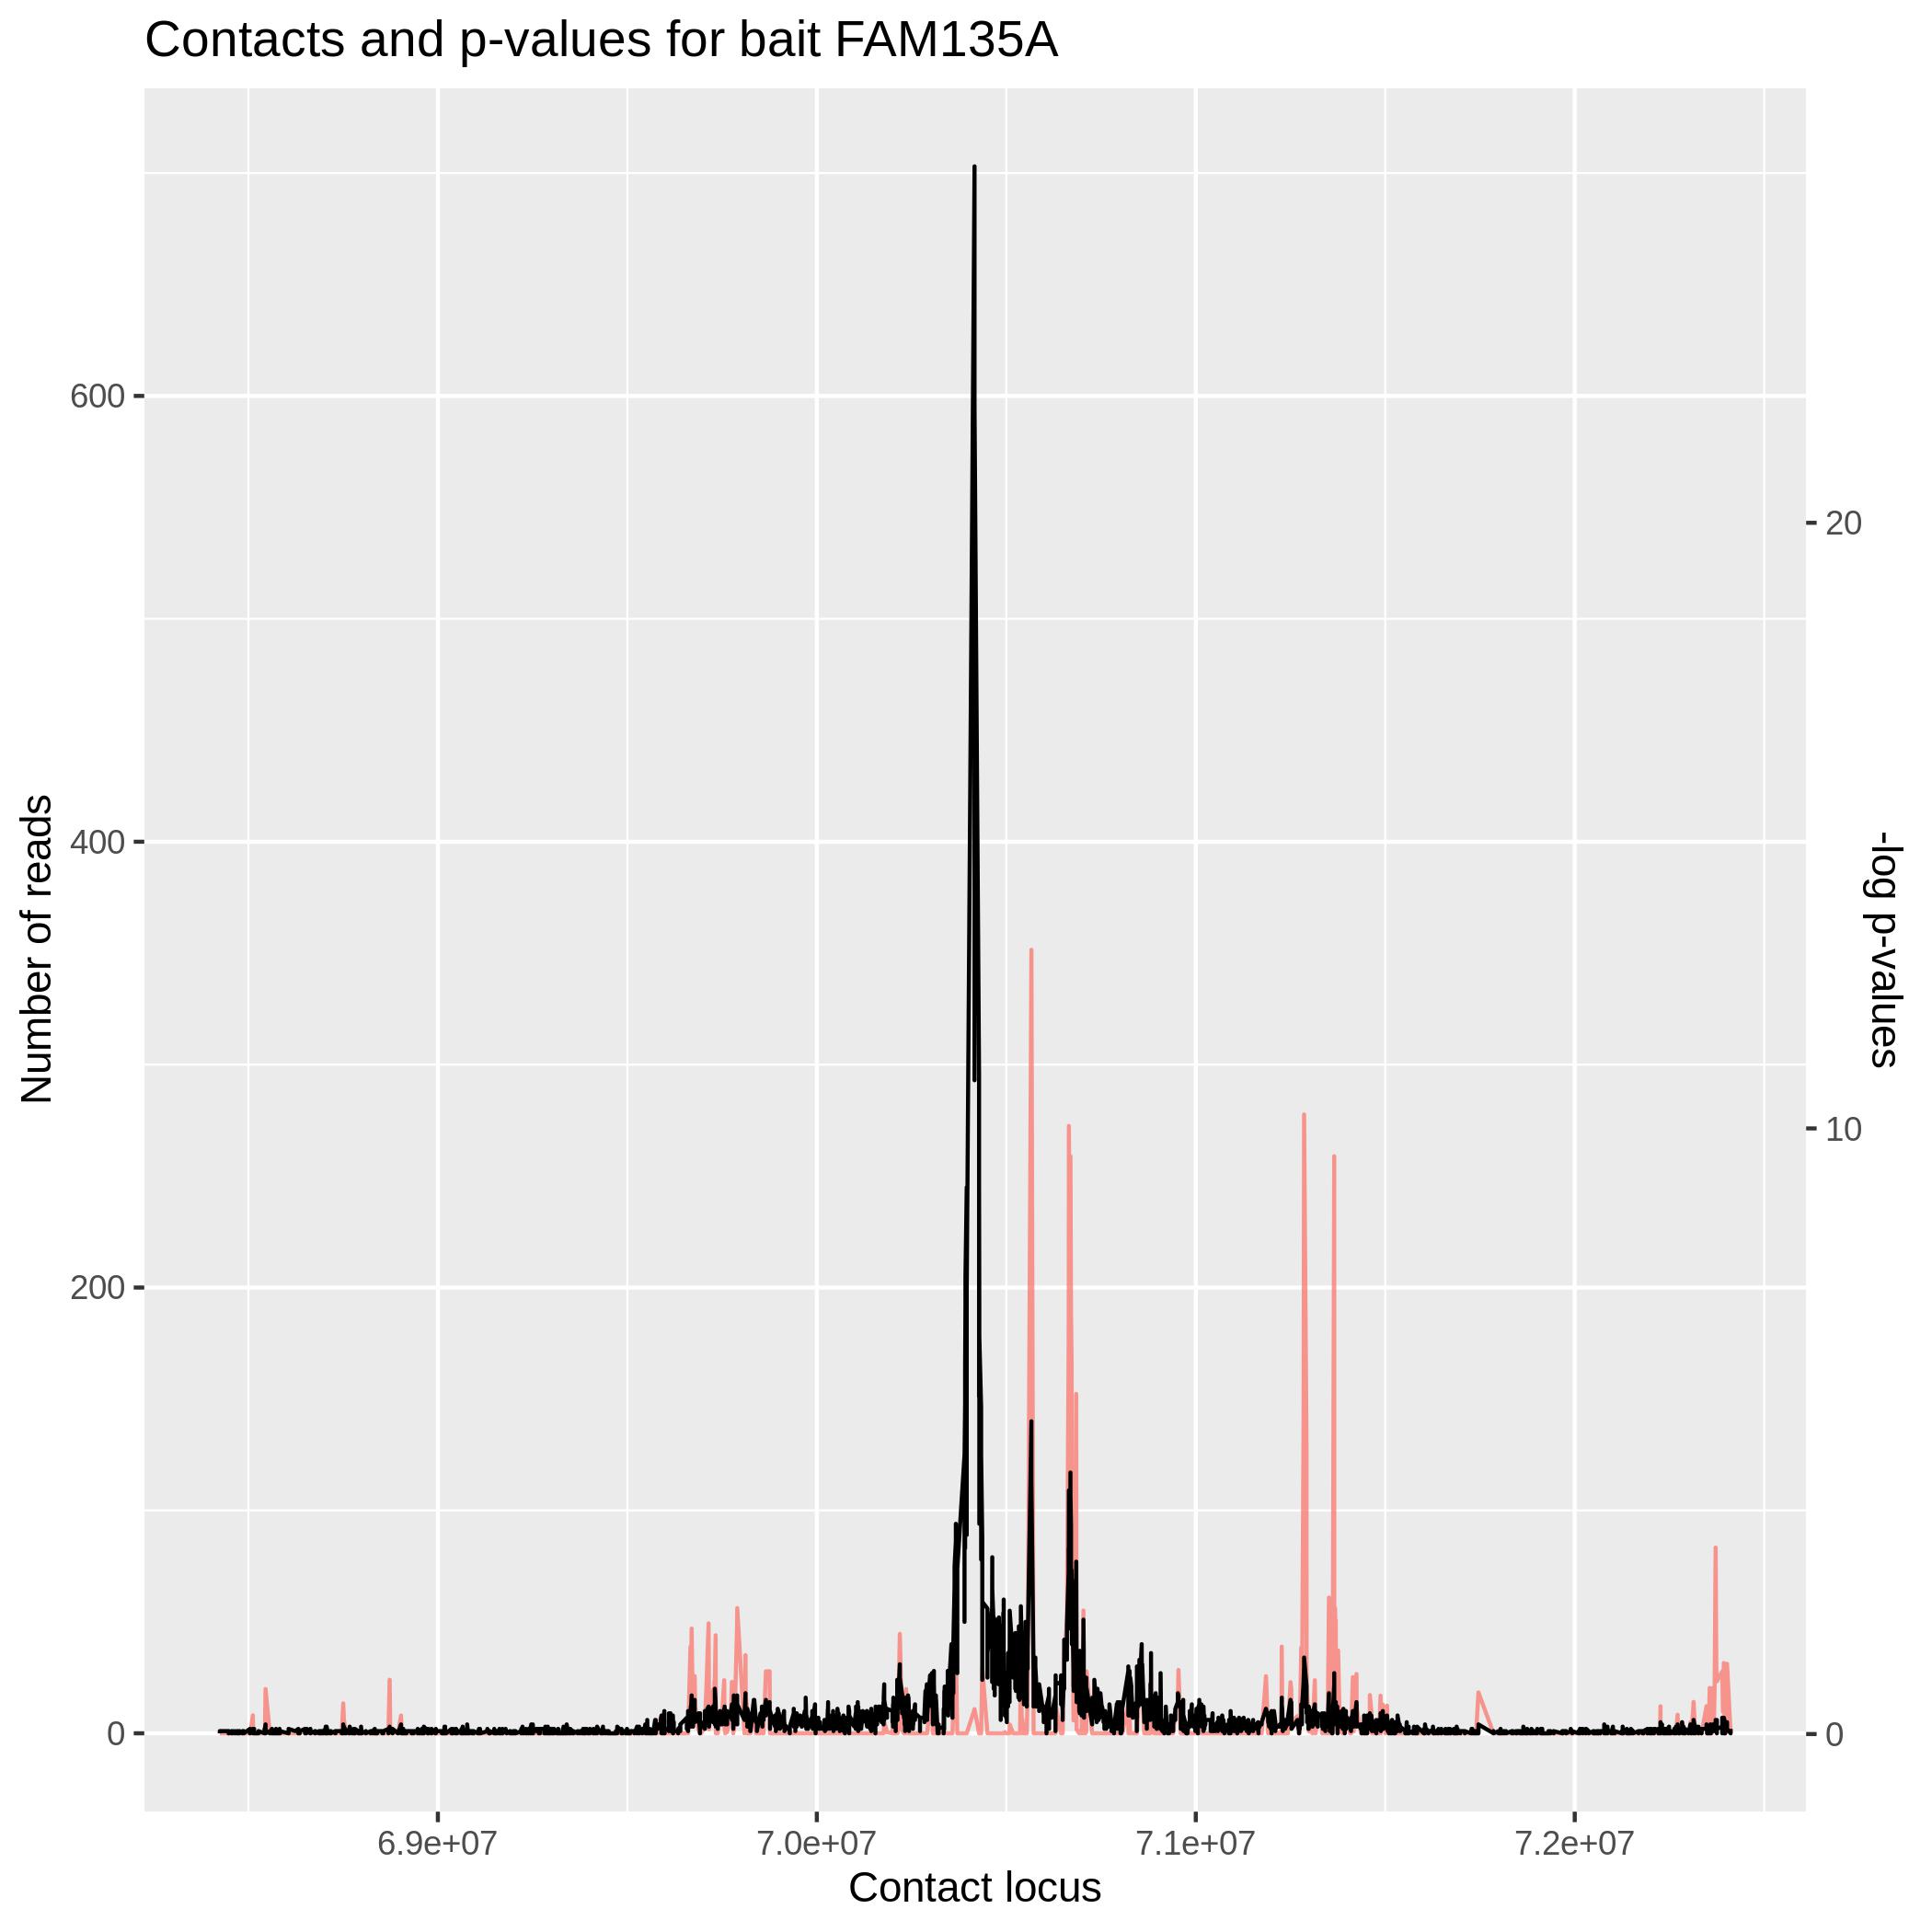 Contacts and p-values for bait FAM135A
600
400
200
0
20
10
0
Number of reads
-log p-values
6.9e+07 7.0e+07 7.1e+07 7.2e+07
Contact locus